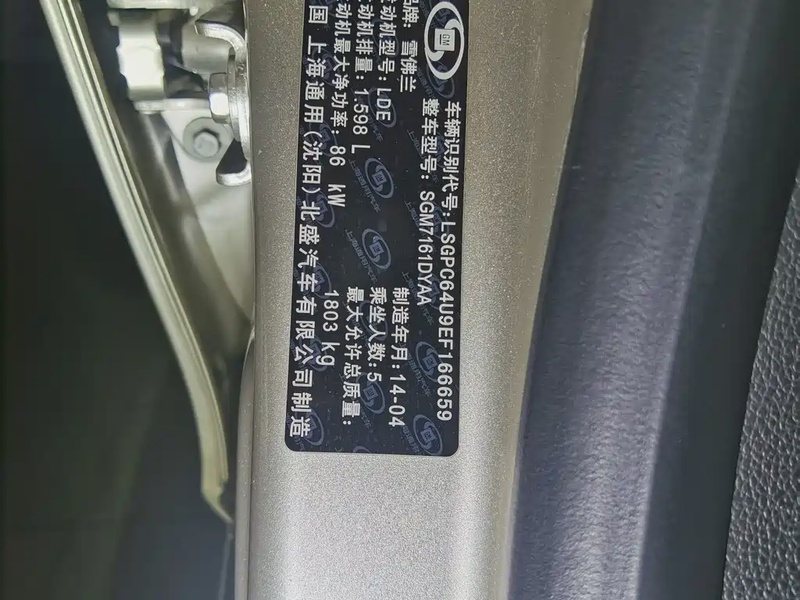 GM
车辆识别代号:LSGPC64U9EF166659
整车型号: SGM7161DYAA
品牌: 雪佛兰
制造年月:14-04
动机型号: LDE
乘坐人数:5
动机排量: 1.598 L
最大允许总质量:
动机最大净功率: 86 kW
1803 kg
国 上海通用(沈阳)北盛汽车有限公司制造